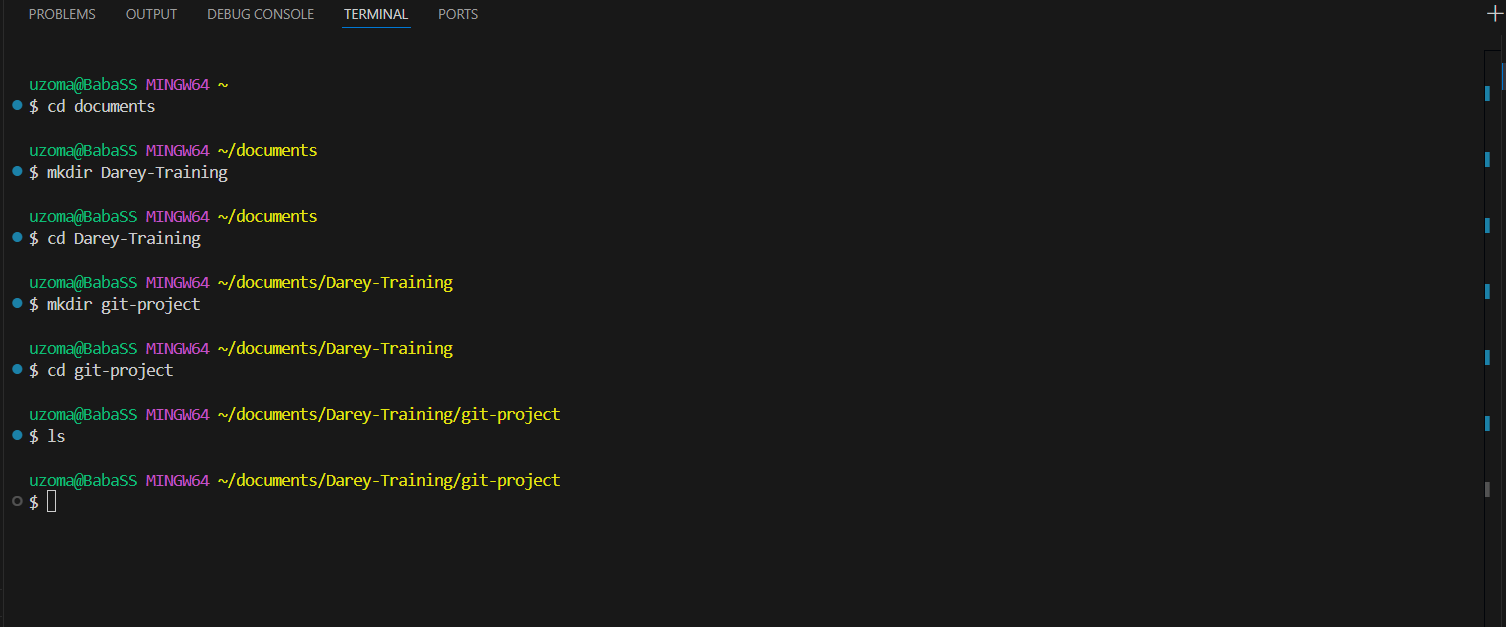 PROBLEMS OUTPUT DEBUG CONSOLE TERMINAL PORTS
uzoma@BabaSS MINGW64 ~
$ cd documents
uzoma@BabaSS MINGW64 ~/documents
$ mkdir Darey-Training
uzoma@BabaSS MINGW64 ~/documents
$ cd Darey-Training
uzoma@BabaSS MINGW64 ~/documents/Darey-Training
$ mkdir git-project
uzoma@BabaSS MINGW64 ~/documents/Darey-Training
$ cd git-project
uzoma@BabaSS MINGW64 ~/documents/Darey-Training/git-project
$ ls
uzoma@BabaSS MINGW64 ~/documents/Darey-Training/git-project
$